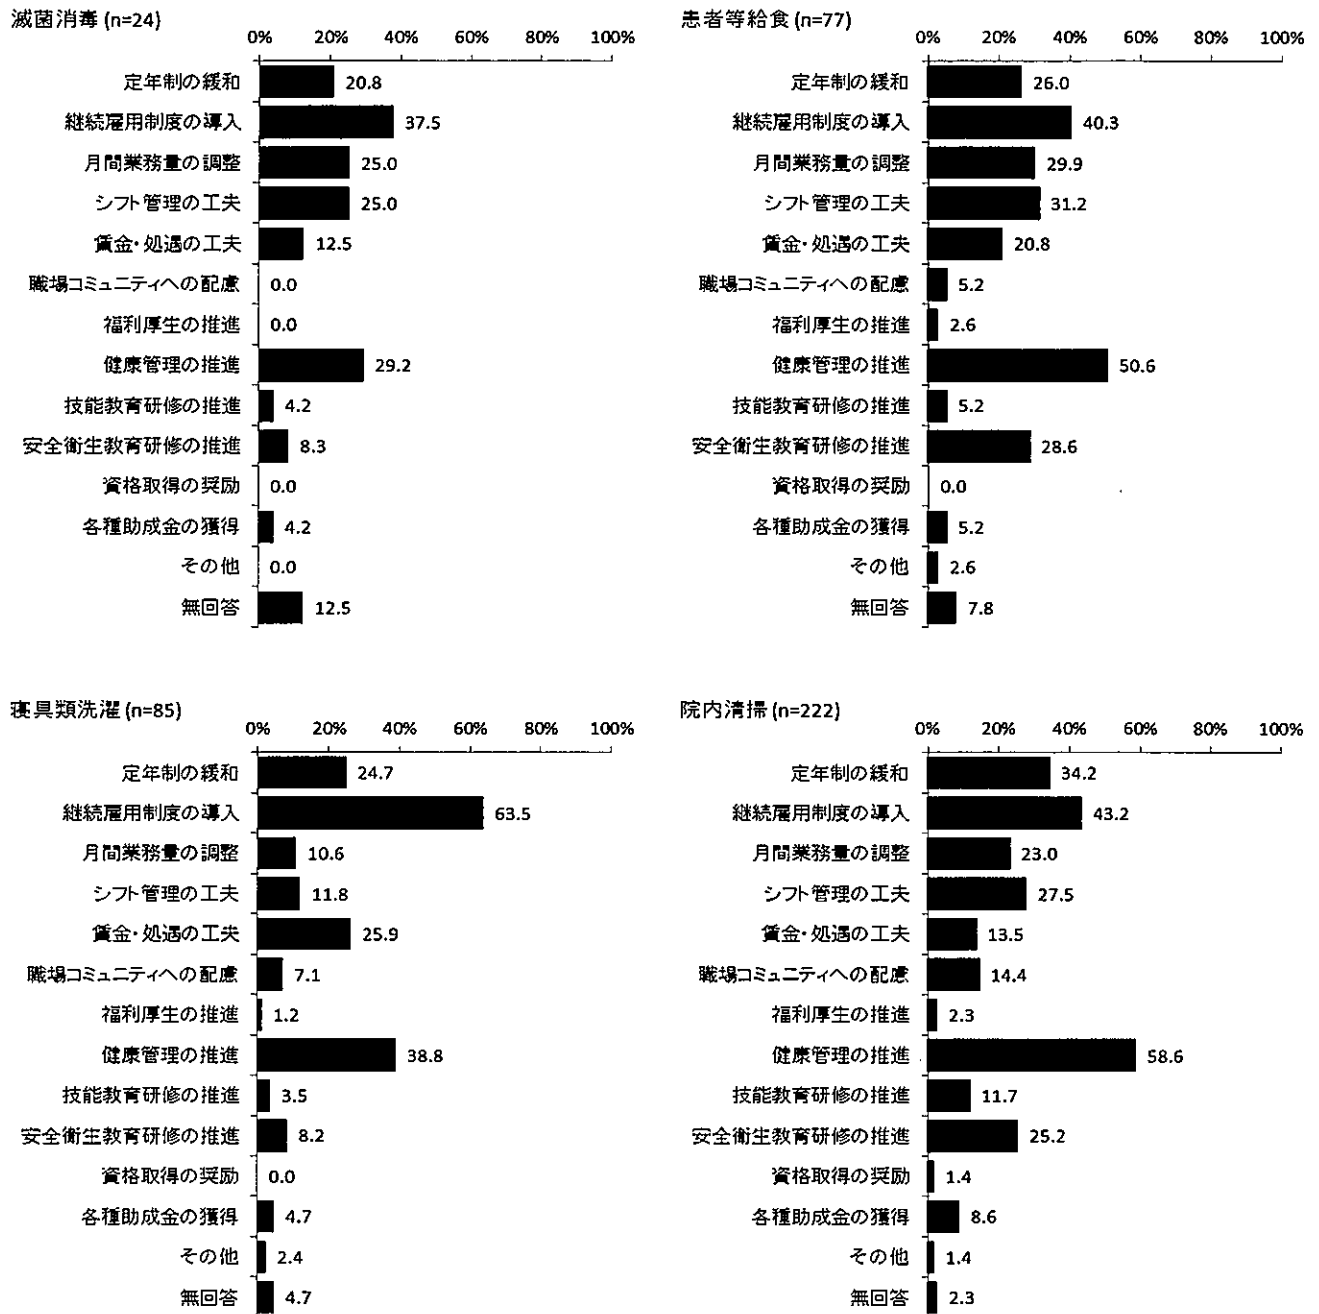 滅菌消毒 (n=24)
0% 20% 40% 60% 80% 100%
定年制の緩和 20.8
継続雇用制度の導入 37.5
月間業務量の調整 25.0
シフト管理の工夫 25.0
賃金・処遇の工夫 12.5
職場コミュニティへの配慮 0.0
福利厚生の推進 0.0
健康管理の推進 29.2
技能教育研修の推進 4.2
安全衛生教育研修の推進 8.3
資格取得の奨励 0.0
各種助成金の獲得 4.2
その他 0.0
無回答 12.5
患者等給食 (n=77)
0% 20% 40% 60% 80% 100%
定年制の緩和 26.0
継続雇用制度の導入 40.3
月間業務量の調整 29.9
シフト管理の工夫 31.2
賃金・処遇の工夫 20.8
職場コミュニティへの配慮 5.2
福利厚生の推進 2.6
健康管理の推進 50.6
技能教育研修の推進 5.2
安全衛生教育研修の推進 28.6
資格取得の奨励 0.0
各種助成金の獲得 5.2
その他 2.6
無回答 7.8
寝具類洗濯 (n=85)
0% 20% 40% 60% 80% 100%
定年制の緩和 24.7
継続雇用制度の導入 63.5
月間業務量の調整 10.6
シフト管理の工夫 11.8
賃金・処遇の工夫 25.9
職場コミュニティへの配慮 7.1
福利厚生の推進 1.2
健康管理の推進 38.8
技能教育研修の推進 3.5
安全衛生教育研修の推進 8.2
資格取得の奨励 0.0
各種助成金の獲得 4.7
その他 2.4
無回答 4.7
院内清掃 (n=222)
0% 20% 40% 60% 80% 100%
定年制の緩和 34.2
継続雇用制度の導入 43.2
月間業務量の調整 23.0
シフト管理の工夫 27.5
賃金・処遇の工夫 13.5
職場コミュニティへの配慮 14.4
福利厚生の推進 2.3
健康管理の推進 58.6
技能教育研修の推進 11.7
安全衛生教育研修の推進 25.2
資格取得の奨励 1.4
各種助成金の獲得 8.6
その他 1.4
無回答 2.3